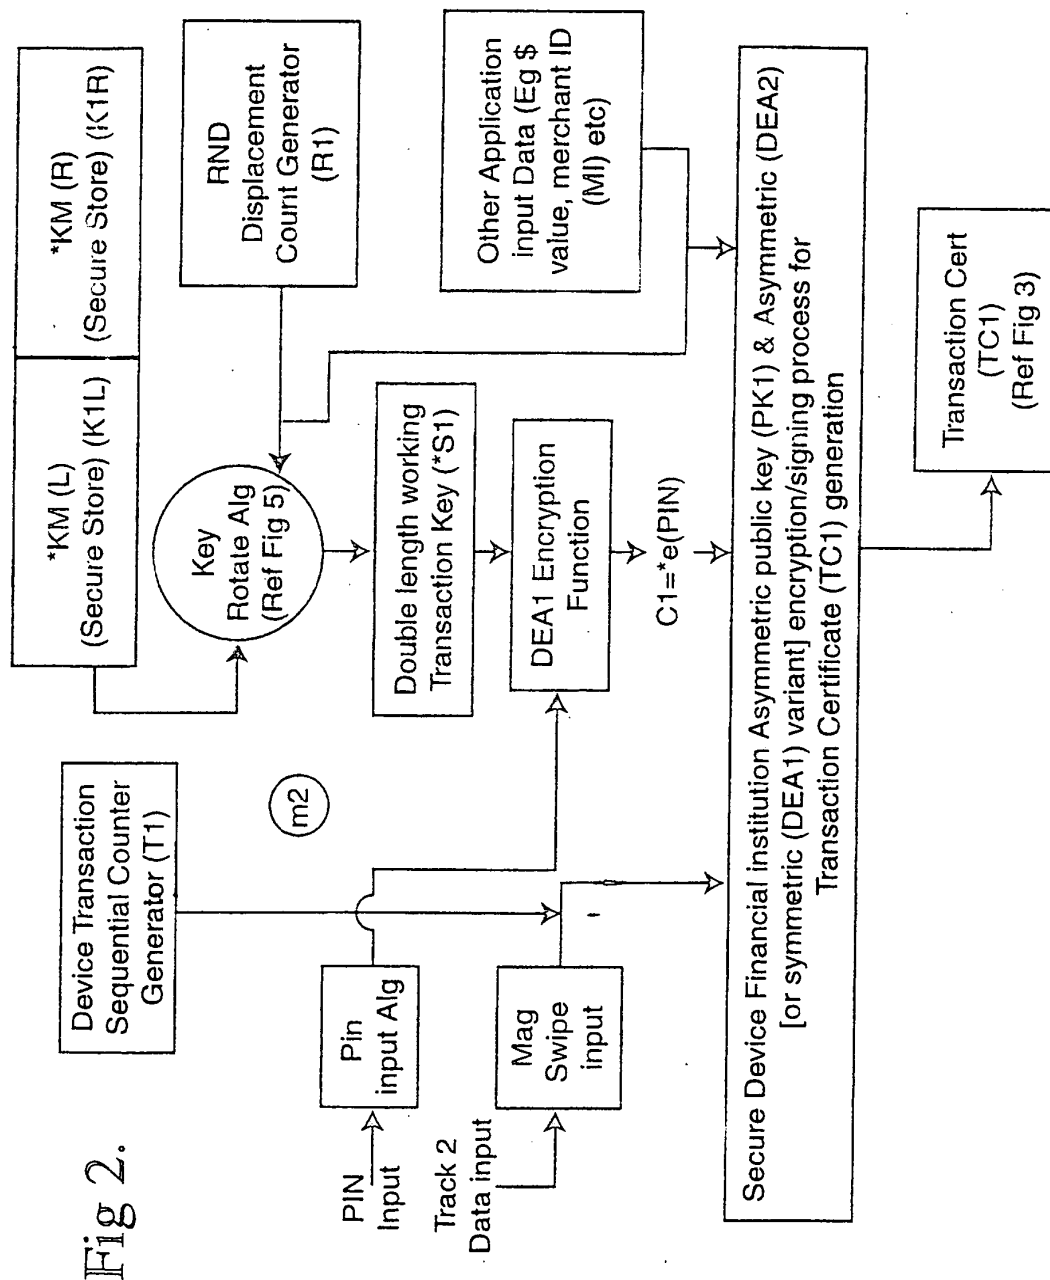 Fig 2.
Device Transaction
Sequential Counter
Generator (T1)
*KM (L)
(Secure Store) (K1L)
*KM (R)
(Secure Store) (K1R)
m2
Key
Rotate Alg
(Ref Fig 5)
RND
Displacement
Count Generator
(R1)
PIN
Input
Pin
input Alg
Double length working
Transaction Key (*S1)
Other Application
input Data (Eg $
value, merchant ID
(MI) etc
Track 2
Data input
Mag
Swipe
input
DEA1 Encryption
Function
C1=*e(PIN)
Secure Device Financial institution Asymmetric public key (PK1) & Asymmetric (DEA2)
[or symmetric (DEA1) variant] encryption/signing process for
Transaction Certificate (TC1) generation
Transaction Cert
(TC1)
(Ref Fig 3)